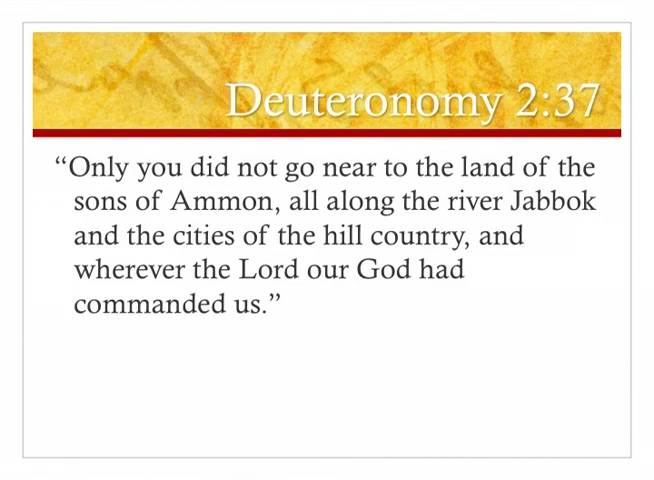 Deuteronomy 2:37
“Only you did not go near to the land of the
sons of Ammon, all along the river Jabbok
and the cities of the hill country, and
wherever the Lord our God had
commanded us.”